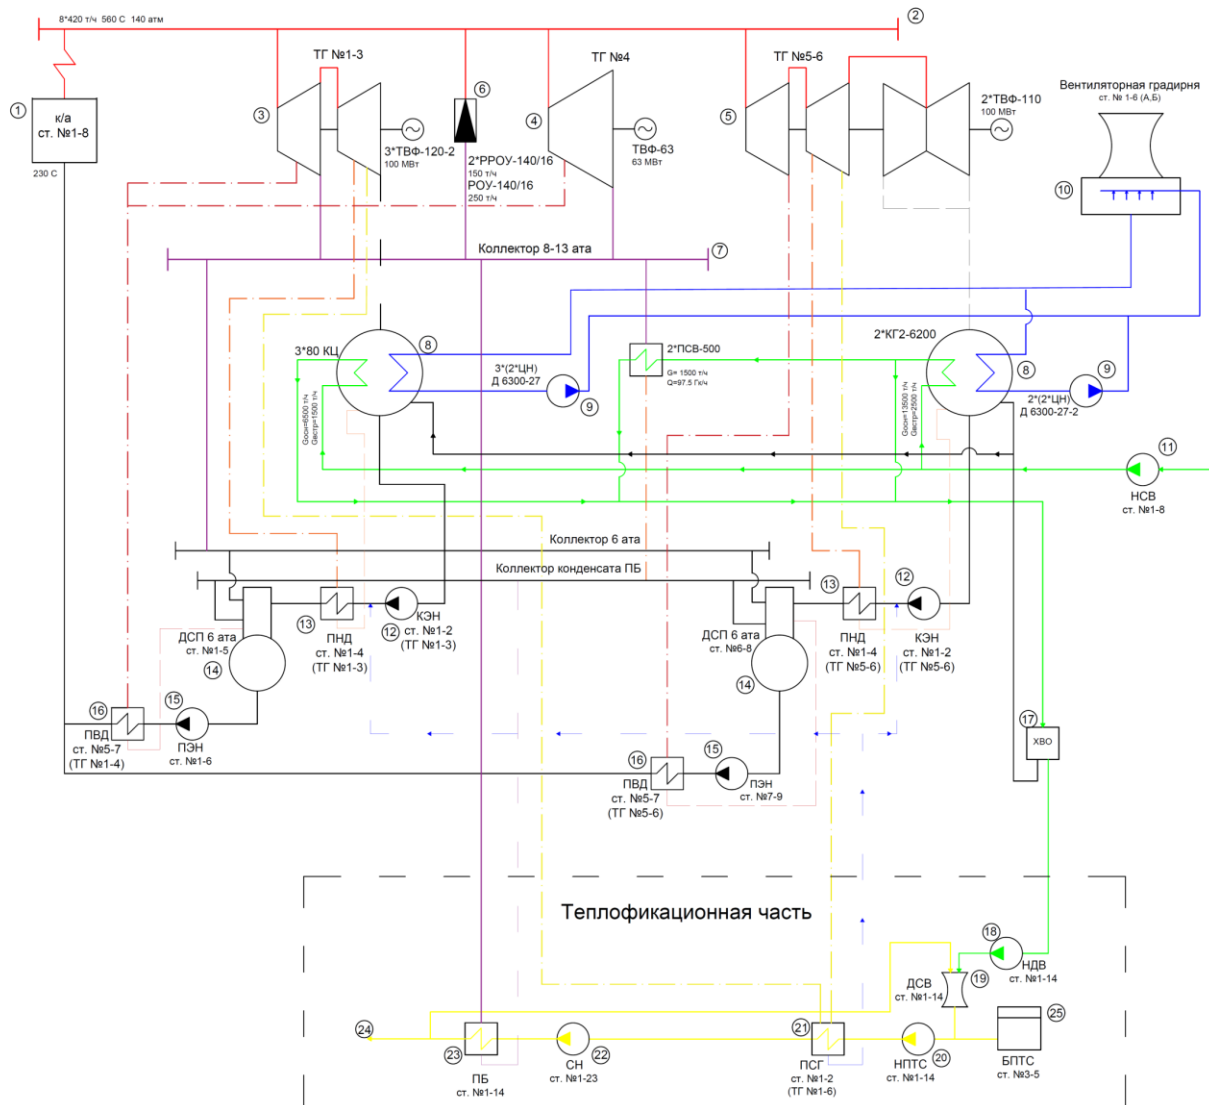 8*420 т/ч 560 С 140 атм
2
ТГ №1-3
ТГ №4
ТГ №5-6
1
к/а
ст. №1-8
230 С
3
3*ТВФ-120-2
100 МВт
6
2*РРОУ-140/16
150 т/ч
РОУ-140/16
250 т/ч
4
ТВФ-63
63 МВт
5
2*ТВФ-110
100 МВт
Вентиляторная градирня
ст. № 1-6 (А,Б)
10
Коллектор 8-13 ата
7
3*80 КЦ
8
3*(2*ЦН)
Д 6300-27
9
2*ПСВ-500
G= 1500 т/ч
Q=97.5 Гк/ч
2*КГ2-6200
8
9
2*(2*ЦН)
Д 6300-27-2
Gосн=6500 т/ч
Gвстр=1500 т/ч
Gосн=13500 т/ч
Gвстр=2500 т/ч
11
НСВ
ст. №1-8
Коллектор 6 ата
Коллектор конденсата ПБ
ДСП 6 ата
ст. №1-5
14
13
ПНД
ст. №1-4
(ТГ №1-3)
12
КЭН
ст. №1-2
(ТГ №1-3)
ДСП 6 ата
ст. №6-8
14
13
ПНД
ст. №1-4
(ТГ №5-6)
12
КЭН
ст. №1-2
(ТГ №5-6)
16
ПВД
ст. №5-7
(ТГ №1-4)
15
ПЭН
ст. №1-6
16
ПВД
ст. №5-7
(ТГ №5-6)
15
ПЭН
ст. №7-9
17
ХВО
Теплофикационная часть
18
НДВ
ст. №1-14
ДСВ
ст. №1-14
19
24
23
ПБ
ст. №1-14
СН
22
ст. №1-23
21
ПСГ
ст. №1-2
(ТГ №1-6)
НПТС
20
ст. №1-14
25
БПТС
ст. №3-5